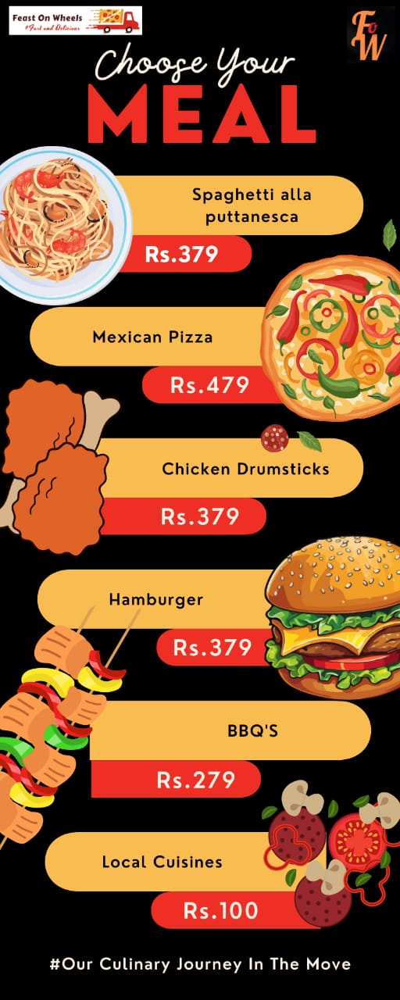 Feast On Wheels
#Fast and Delicious
FoW
Choose Your
MEAL
Spaghetti alla
puttanesca
Rs.379
Mexican Pizza
Rs.479
Chicken Drumsticks
Rs.379
Hamburger
Rs.379
BBQ'S
Rs.279
Local Cuisines
Rs.100
#Our Culinary Journey In The Move